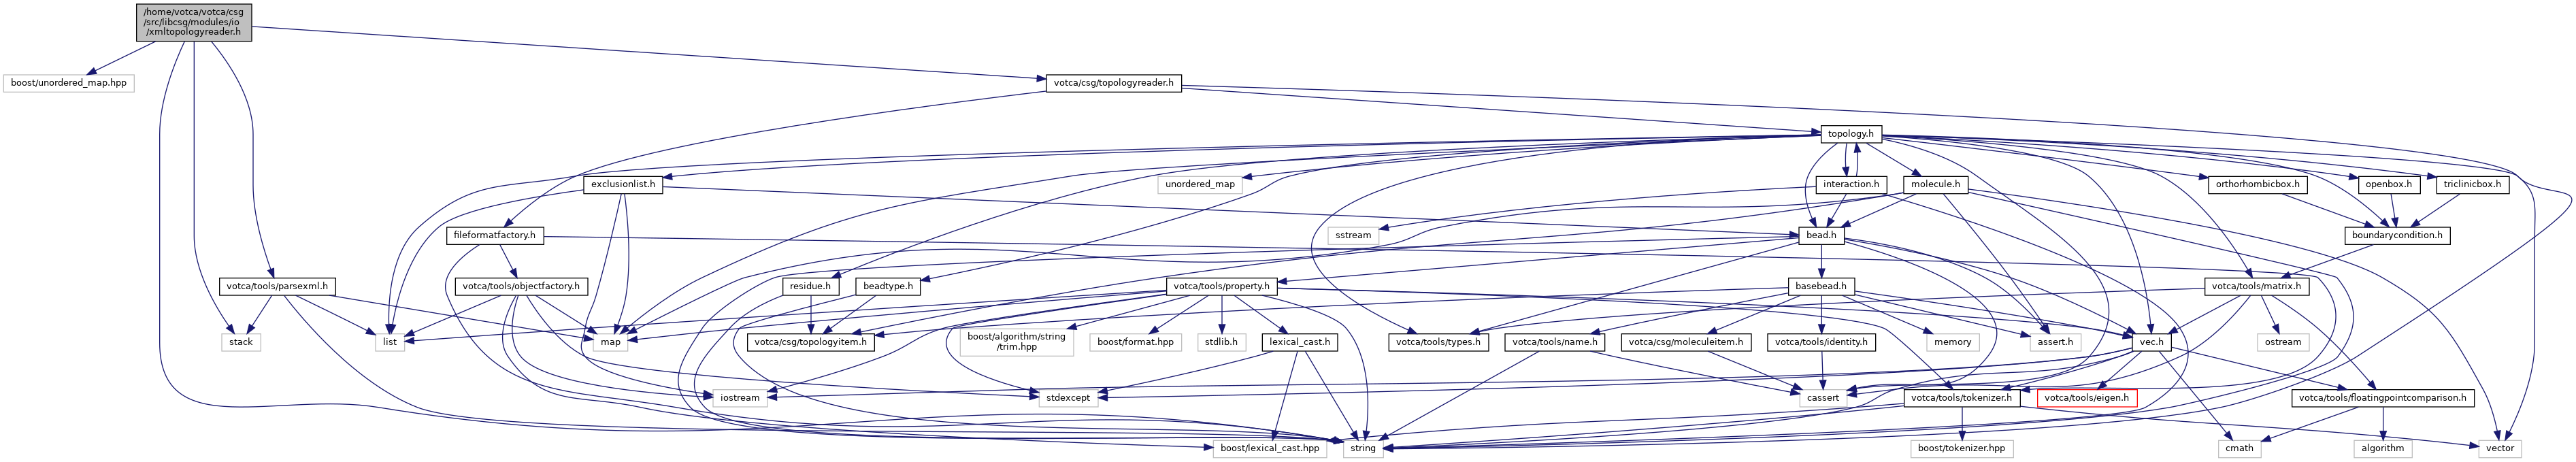 /home/votca/votca/csg
/src/libcsg/modules/io
/xmltopologyreader.h
boost/unordered_map.hpp
votca/csg/topologyreader.h
topology.h
exclusionlist.h
unordered_map
interaction.h
molecule.h
orthorhombicbox.h
openbox.h
triclinicbox.h
fileformatfactory.h
sstream
bead.h
boundarycondition.h
votca/tools/parsexml.h
votca/tools/objectfactory.h
residue.h
beadtype.h
votca/tools/property.h
basebead.h
votca/tools/matrix.h
stack
list
map
votca/csg/topologyitem.h
boost/algorithm/string
/trim.hpp
boost/format.hpp
stdlib.h
lexical_cast.h
votca/tools/types.h
votca/tools/name.h
votca/csg/moleculeitem.h
votca/tools/identity.h
memory
assert.h
vec.h
ostream
iostream
stdexcept
cassert
votca/tools/tokenizer.h
votca/tools/eigen.h
votca/tools/floatingpointcomparison.h
boost/lexical_cast.hpp
string
boost/tokenizer.hpp
cmath
algorithm
vector